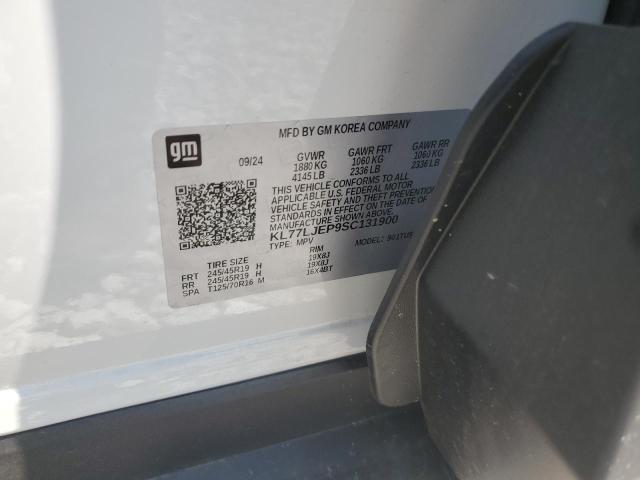 MFD BY GM KOREA COMPANY
gm
09/24
GVWR GAWR FRT GAWR RR
1880 KG 1060 KG 1060 KG
4145 LB 2336 LB 2336 LB
THIS VEHICLE CONFORMS TO ALL
APPLICABLE U.S. FEDERAL MOTOR
VEHICLE SAFETY AND THEFT PREVENTION
STANDARDS IN EFFECT ON THE DATE OF
MANUFACTURE SHOWN ABOVE.
KL77LJEP9SC131900
TYPE: MPV MODEL:
TIRE SIZE RIM
FRT 245/45R19 H 19X8J
RR 245/45R19 H 19X8J
SPA T125/70R16 M 16X4BT